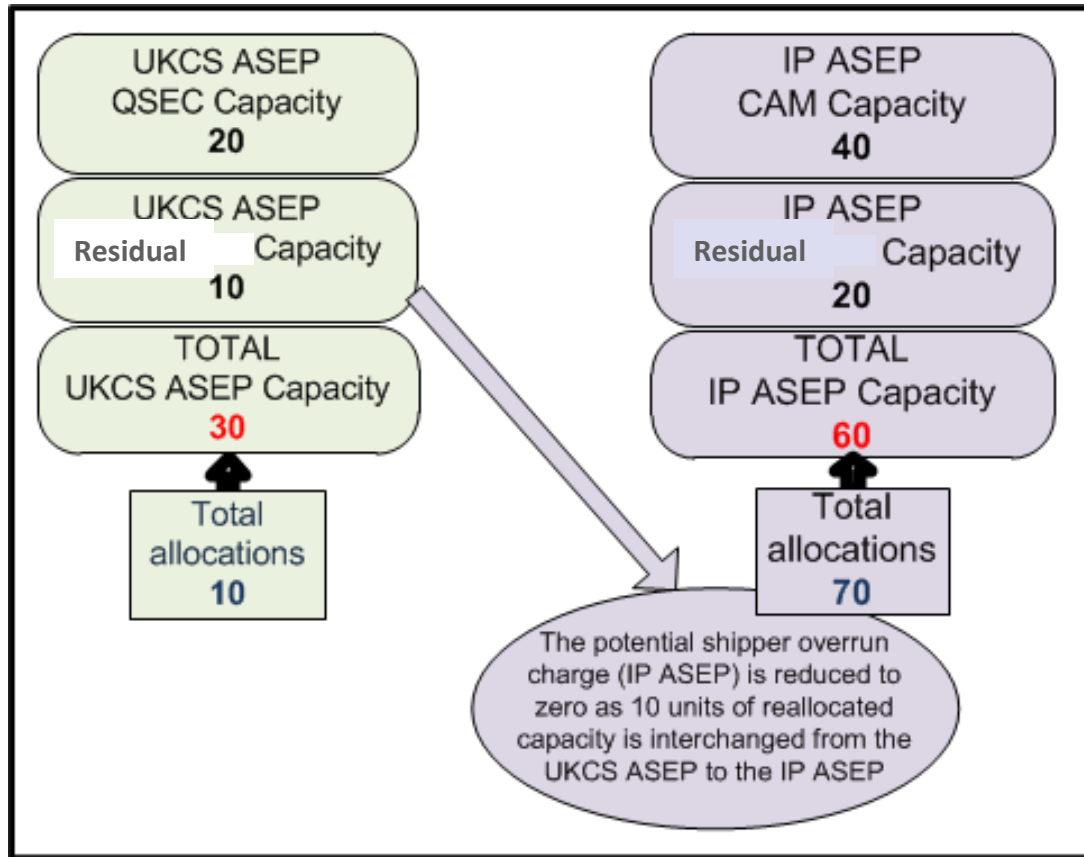 UKCS ASEP
QSEC Capacity
20
UKCS ASEP
Residual Capacity
10
TOTAL
UKCS ASEP Capacity
30
Total
allocations
10
IP ASEP
CAM Capacity
40
IP ASEP
Residual Capacity
20
TOTAL
IP ASEP Capacity
60
Total
allocations
70
The potential shipper overrun
charge (IP ASEP) is reduced to
zero as 10 units of reallocated
capacity is interchanged from the
UKCS ASEP to the IP ASEP